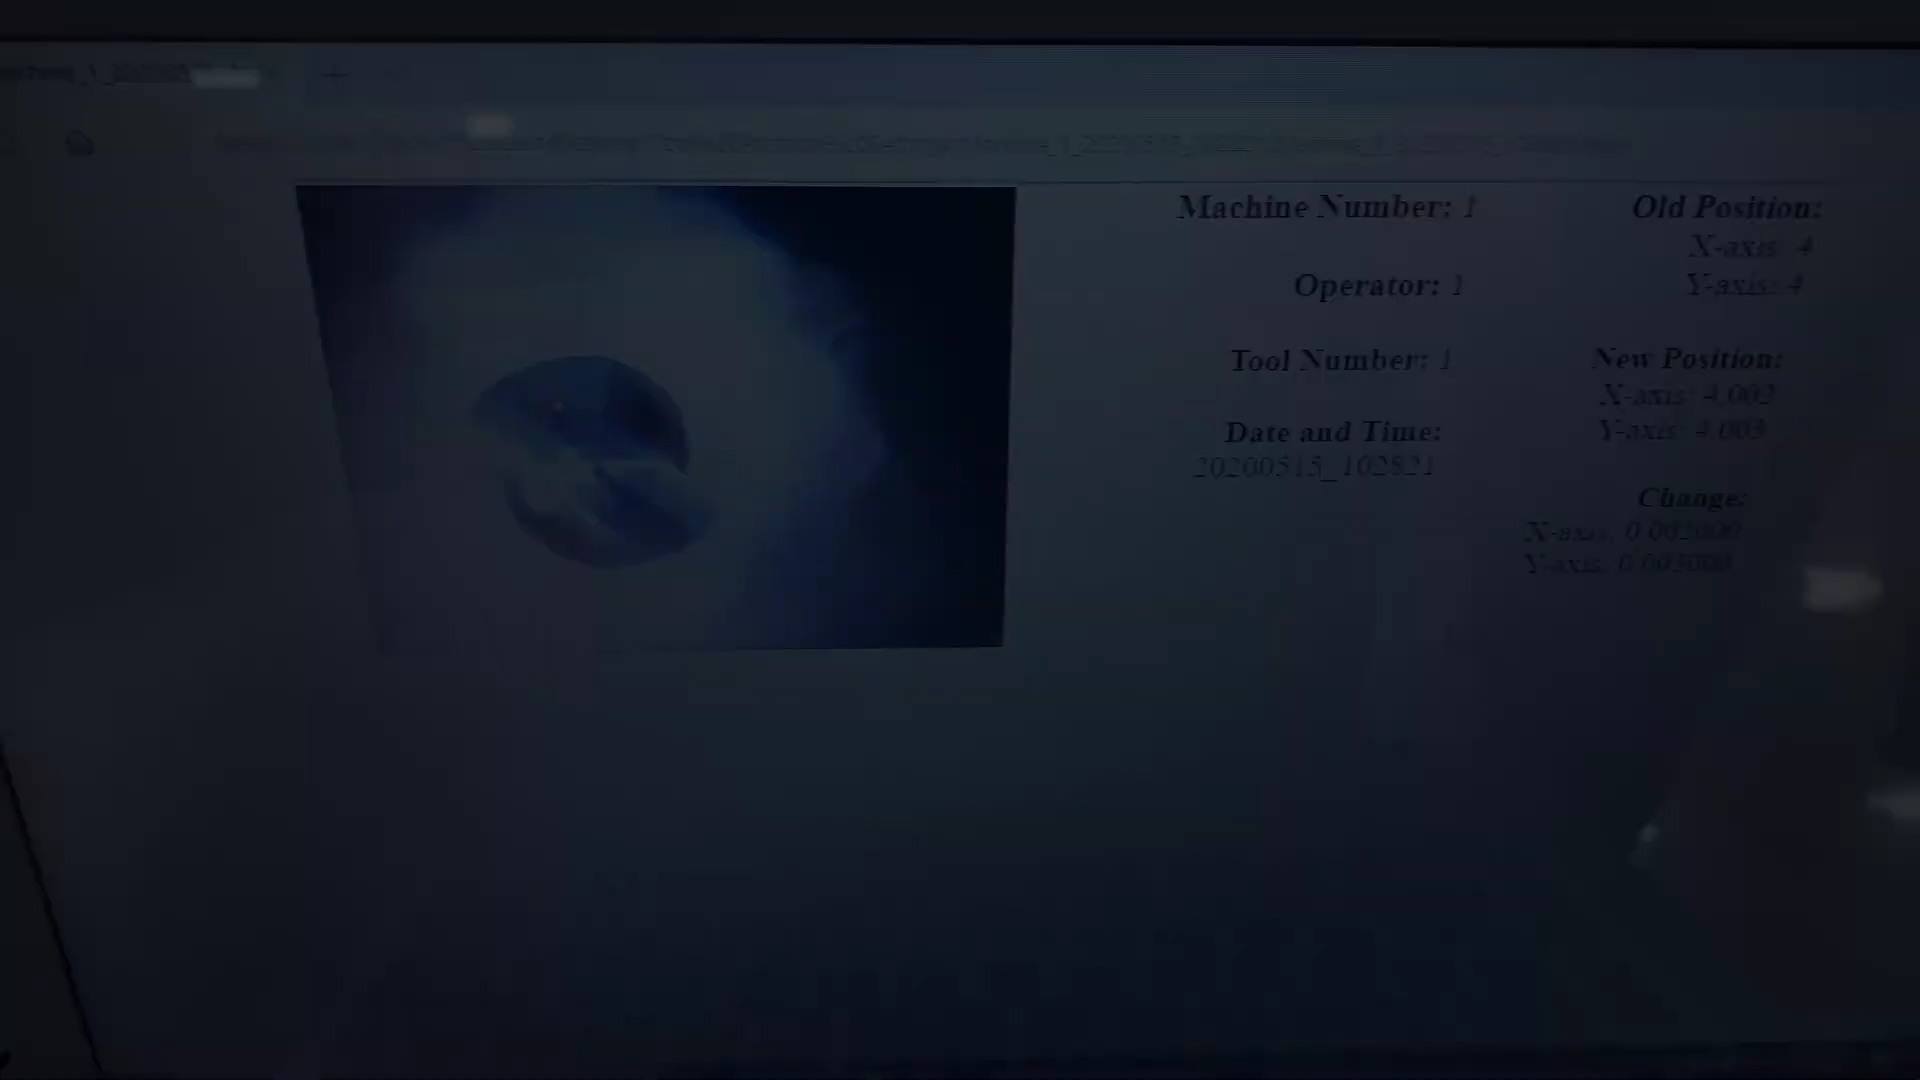 Machine Number: 1
Operator: 1
Tool Number: 1
Date and Time:
20200515_102821
Old Position:
X-axis: 4
Y-axis: 4
New Position:
X-axis: 4.002
Y-axis: 4.003
Change:
X-axis: 0.002000
Y-axis: 0.003000